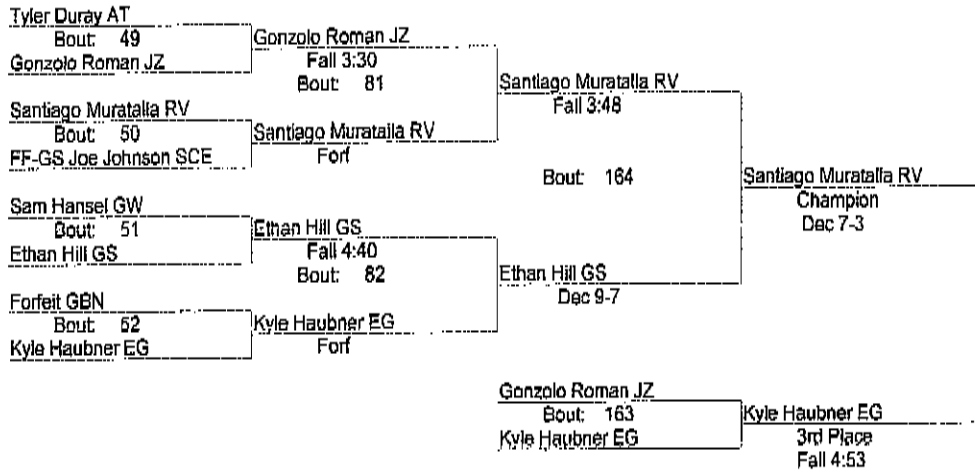 Tyler Duray AT
Bout: 49
Gonzolo Roman JZ
Gonzolo Roman JZ
Fall 3:30
Bout: 81
Santiago Muratalla RV
Bout: 50
FF-GS Joe Johnson SCE
Santiago Muratalla RV
Forf
Santiago Muratalla RV
Fall 3:48
Bout: 164
Sam Hansel GW
Bout: 51
Ethan Hill GS
Ethan Hill GS
Fall 4:40
Bout: 82
Forfeit GBN
Bout: 52
Kyle Haubner EG
Kyle Haubner EG
Forf
Ethan Hill GS
Dec 9-7
Santiago Muratalla RV
Champion
Dec 7-3
Gonzolo Roman JZ
Bout: 163
Kyle Haubner EG
Kyle Haubner EG
3rd Place
Fall 4:53